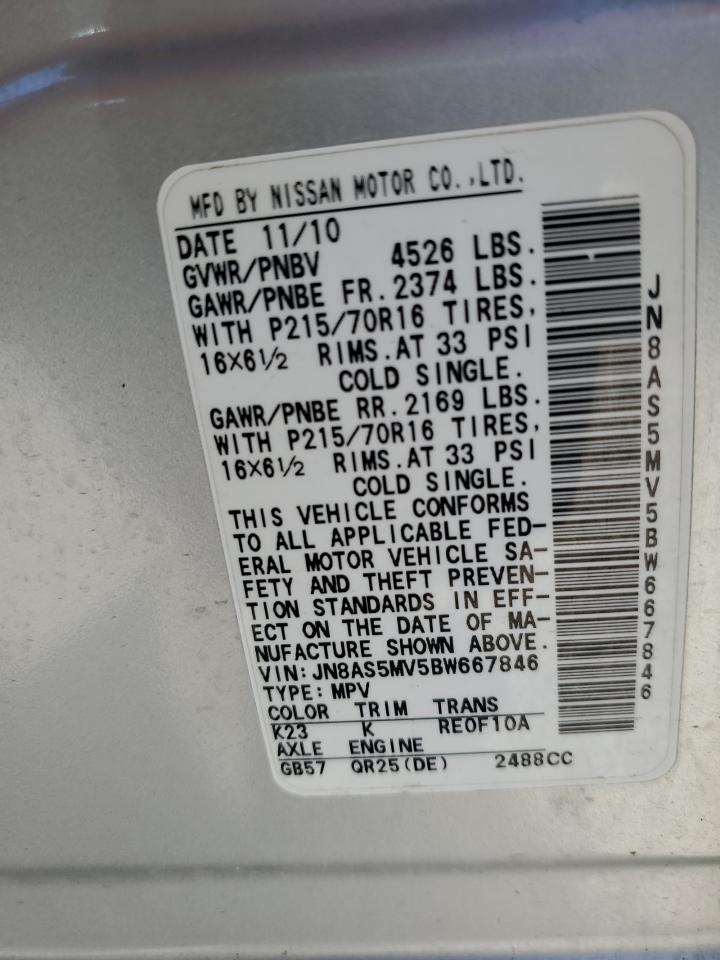 MFD BY NISSAN MOTOR CO.,LTD.
DATE 11/10
GVWR/PNBV 4526 LBS.
GAWR/PNBE FR.2374 LBS.
WITH P215/70R16 TIRES,
16X6½ RIMS.AT 33 PSI
COLD SINGLE.
GAWR/PNBE RR.2169 LBS.
WITH P215/70R16 TIRES,
16X6½ RIMS.AT 33 PSI
COLD SINGLE.
THIS VEHICLE CONFORMS
TO ALL APPLICABLE FED-
ERAL MOTOR VEHICLE SA-
FETY AND THEFT PREVEN-
TION STANDARDS IN EFF-
ECT ON THE DATE OF MA-
NUFACTURE SHOWN ABOVE.
VIN:JN8AS5MV5BW667846
TYPE:MPV
COLOR TRIM TRANS
K23 K RE0F10A
AXLE ENGINE
GB57 QR25(DE) 2488CC
JN8AS5MV5BW667846